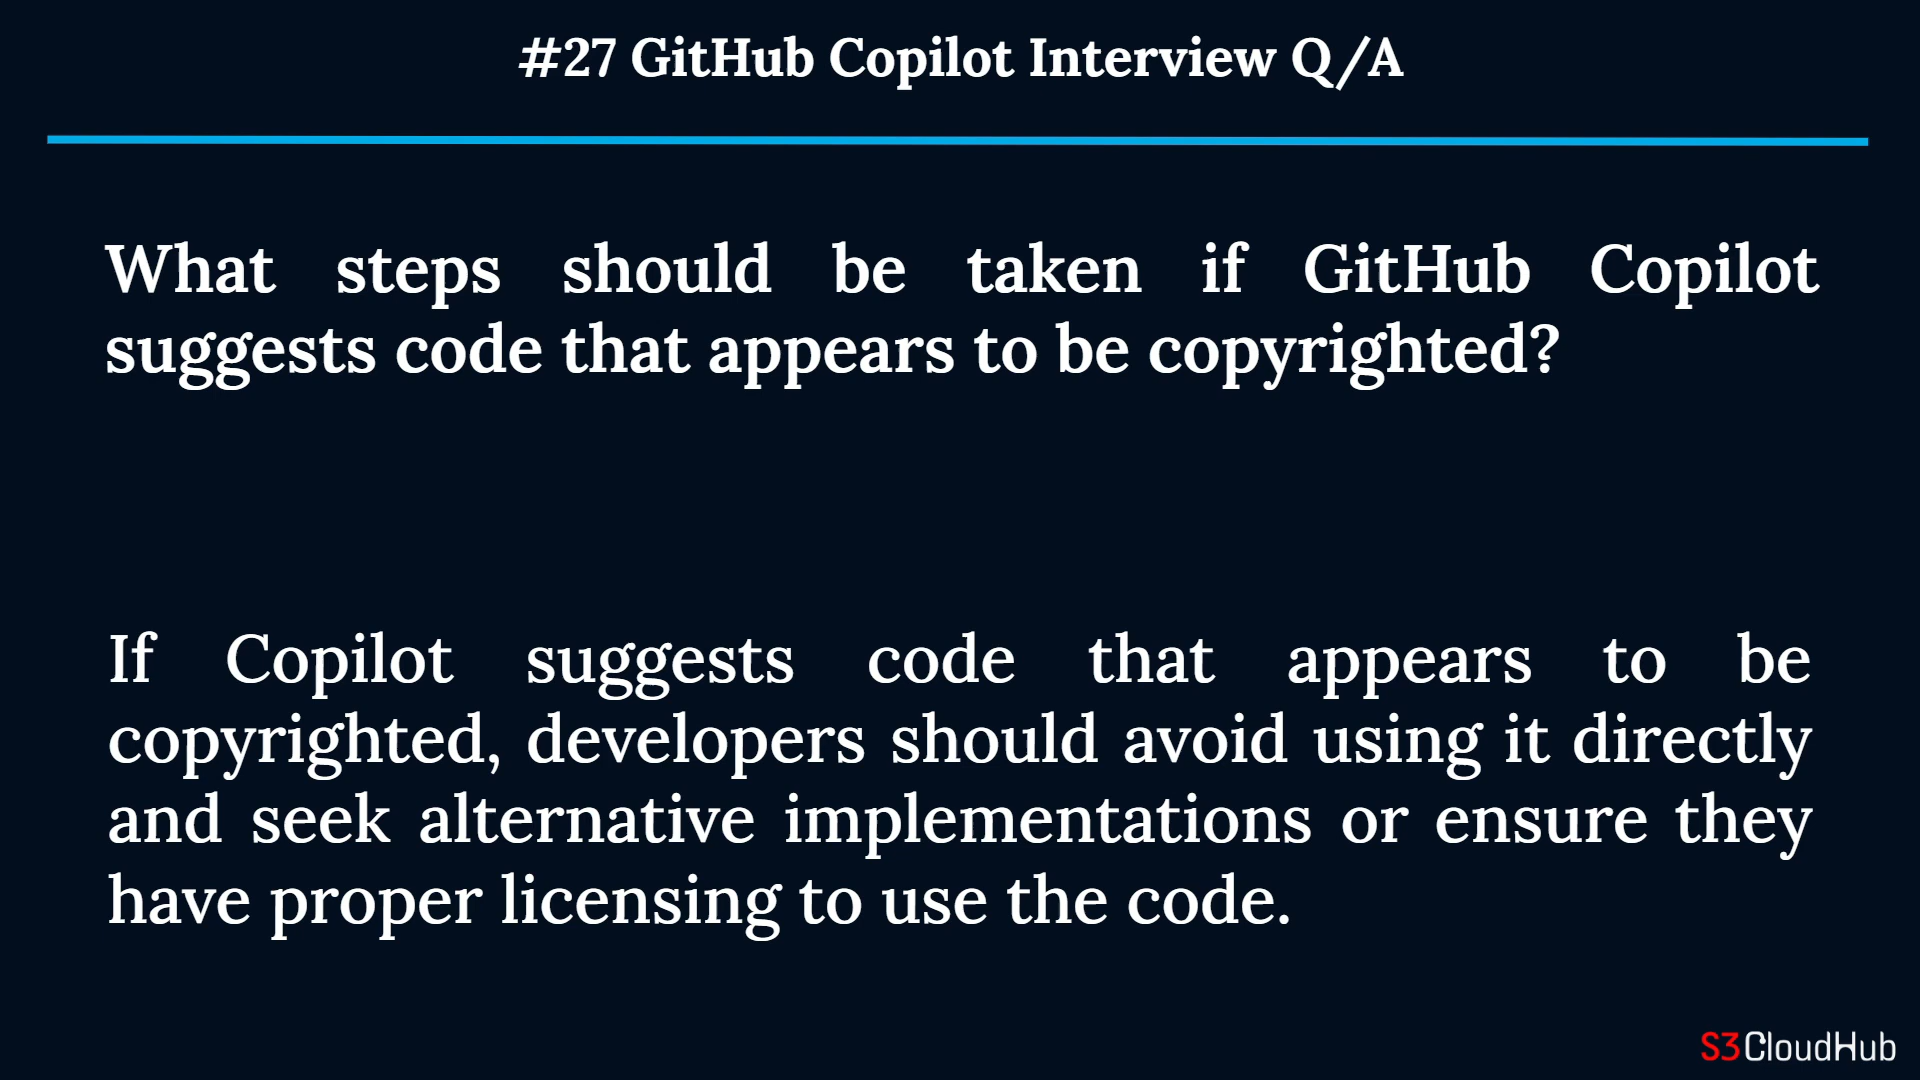 #27 GitHub Copilot Interview Q/A
What steps should be taken if GitHub Copilot
suggests code that appears to be copyrighted?
If Copilot suggests code that appears to be
copyrighted, developers should avoid using it directly
and seek alternative implementations or ensure they
have proper licensing to use the code.
S3CloudHub